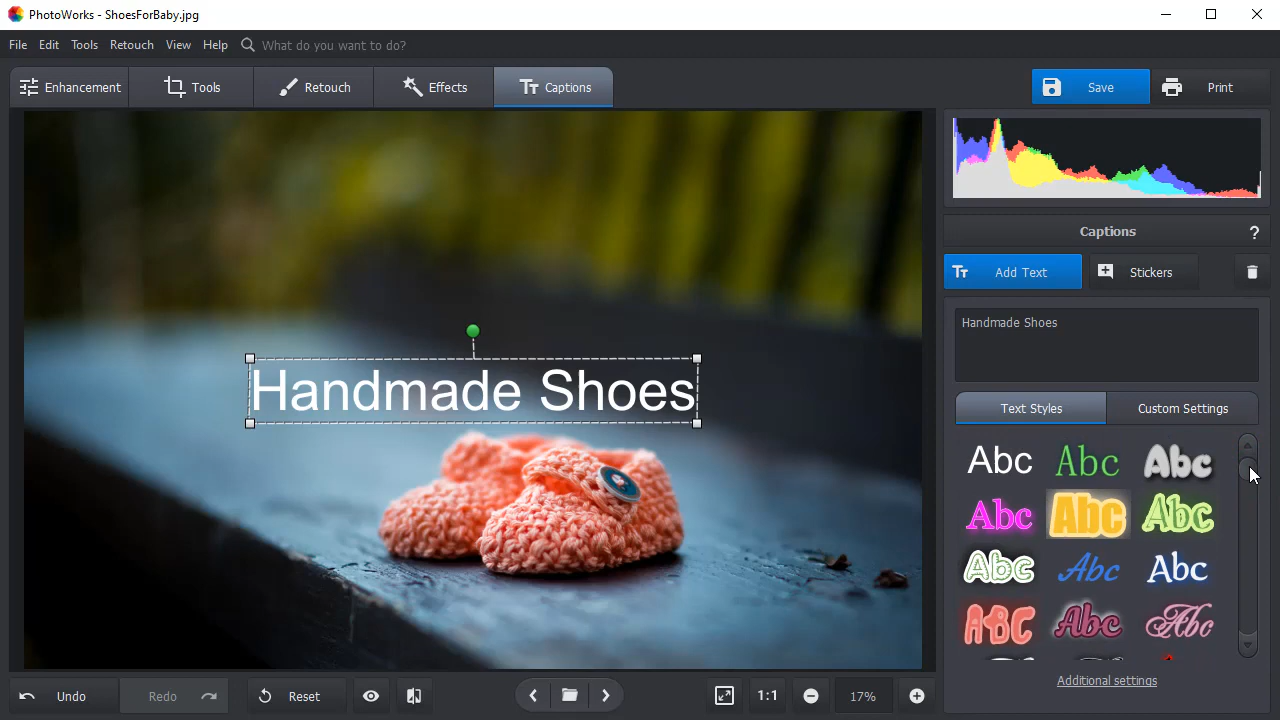 PhotoWorks - ShoesForBaby.jpg
File Edit Tools Retouch View Help What do you want to do?
Enhancement Tools Retouch Effects Captions Save Print
Captions ?
Add Text Stickers
Handmade Shoes
Handmade Shoes
Text Styles Custom Settings
Abc Abc Abc
Abc Abc Abc
Abc Abc Abc
ABC Abc Abc
Additional settings
Undo Redo Reset 1:1 17%